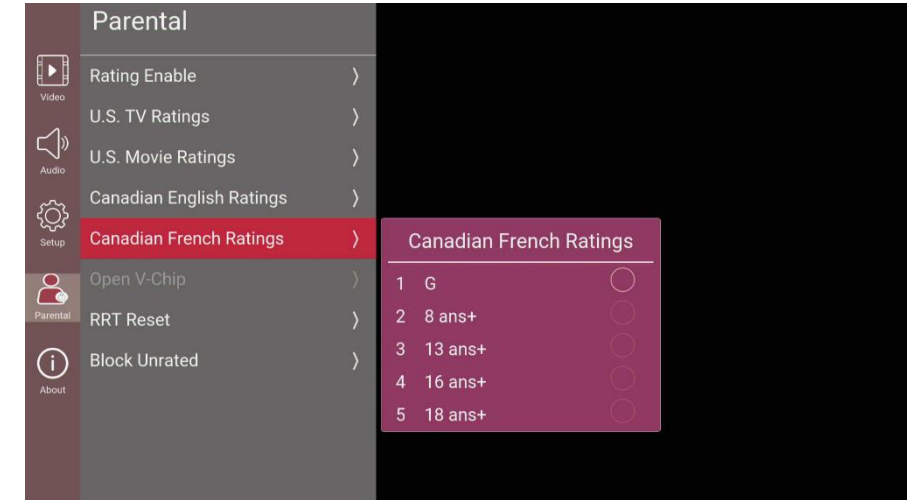 Parental
Video
Audio
Setup
Parental
About
Rating Enable
U.S. TV Ratings
U.S. Movie Ratings
Canadian English Ratings
Canadian French Ratings
Open V-Chip
RRT Reset
Block Unrated
Canadian French Ratings
1 G
2 8 ans+
3 13 ans+
4 16 ans+
5 18 ans+